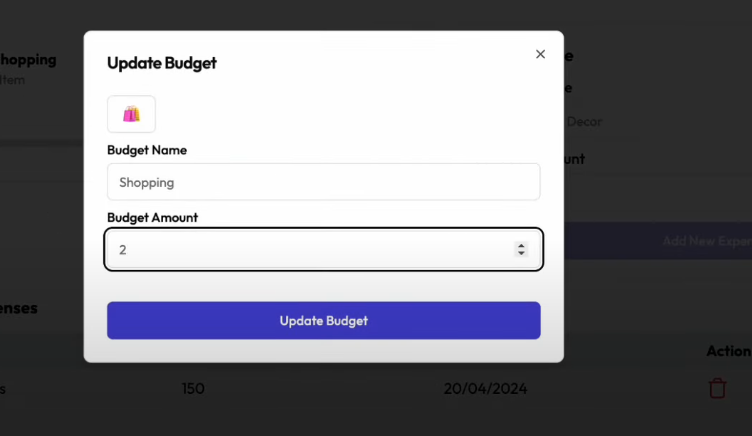 hopping
Item
Update Budget
Budget Name
Shopping
Budget Amount
2
Update Budget
e
e
Decor
unt
Add New Exper
enses
Action
s
150
20/04/2024